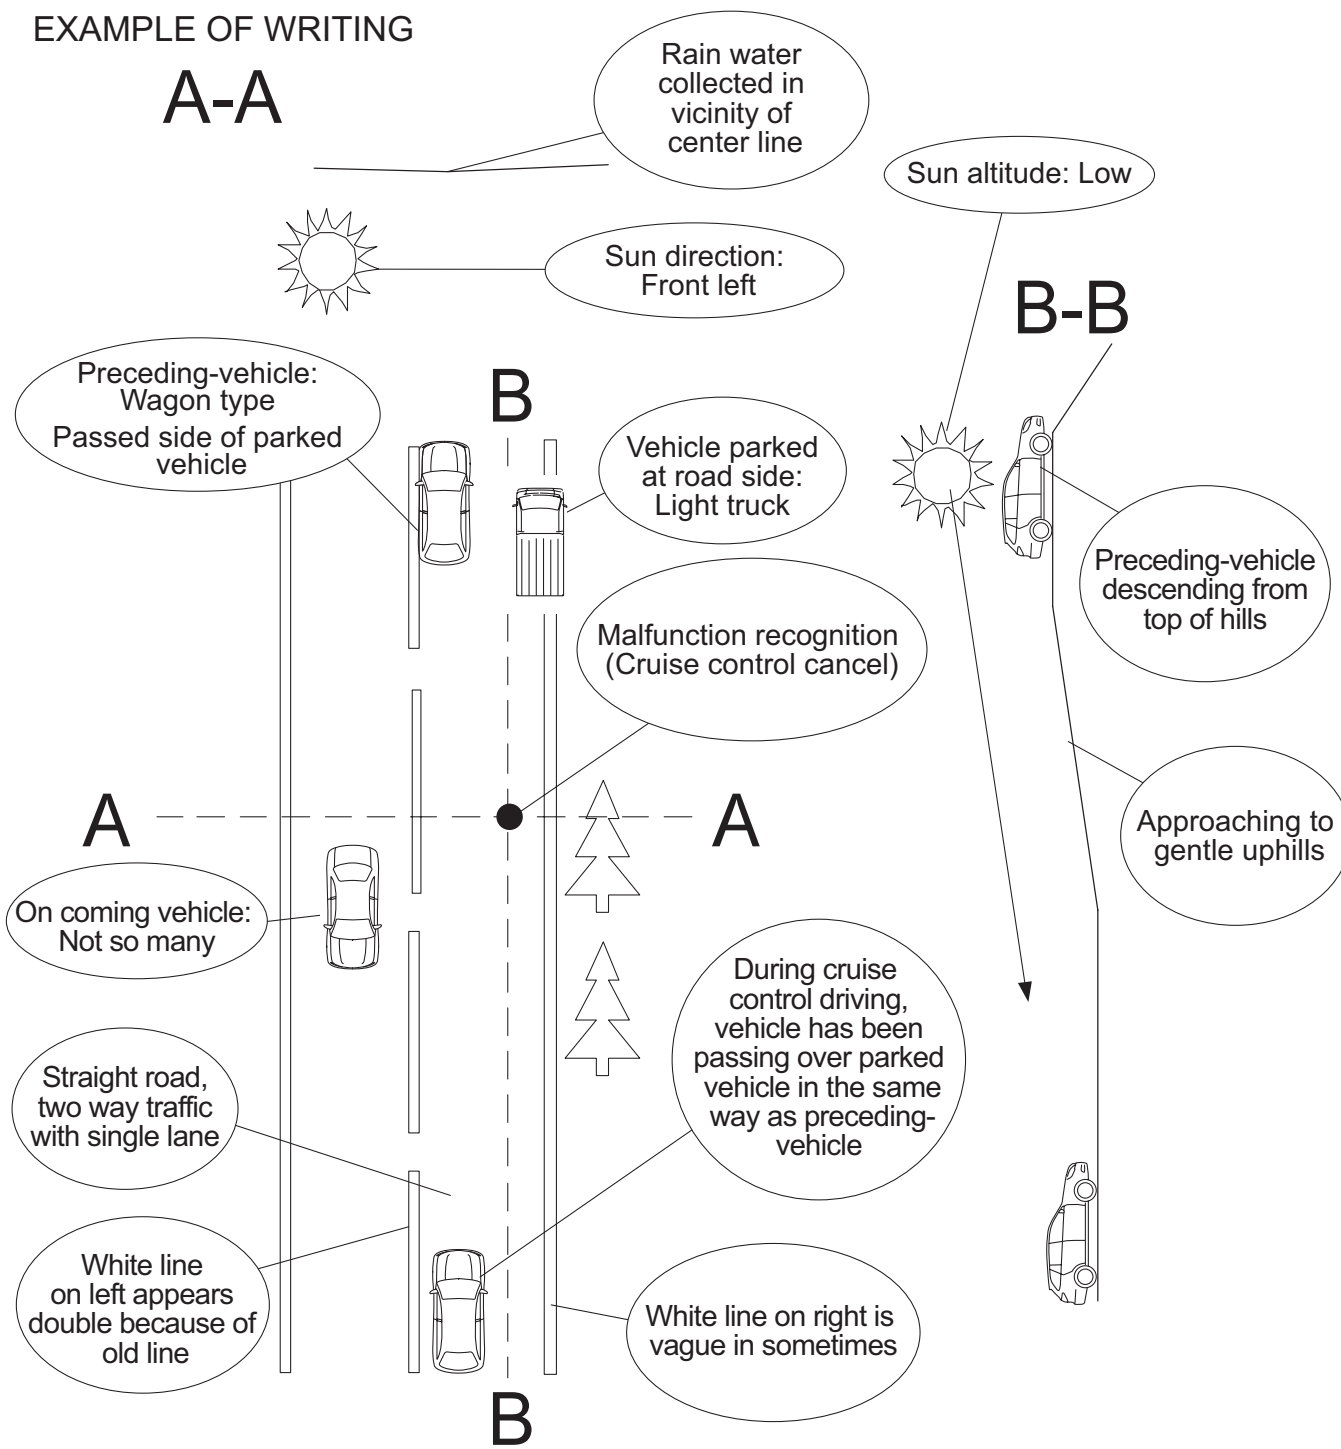 EXAMPLE OF WRITING
A-A
Rain water
collected in
vicinity of
center line
Sun altitude: Low
Sun direction:
Front left
B-B
Preceding-vehicle:
Wagon type
Passed side of parked
vehicle
B
Vehicle parked
at road side:
Light truck
Preceding-vehicle
descending from
top of hills
Malfunction recognition
(Cruise control cancel)
A
A
Approaching to
gentle uphills
On coming vehicle:
Not so many
During cruise
control driving,
vehicle has been
passing over parked
vehicle in the same
way as preceding-
vehicle
Straight road,
two way traffic
with single lane
White line
on left appears
double because of
old line
White line on right is
vague in sometimes
B